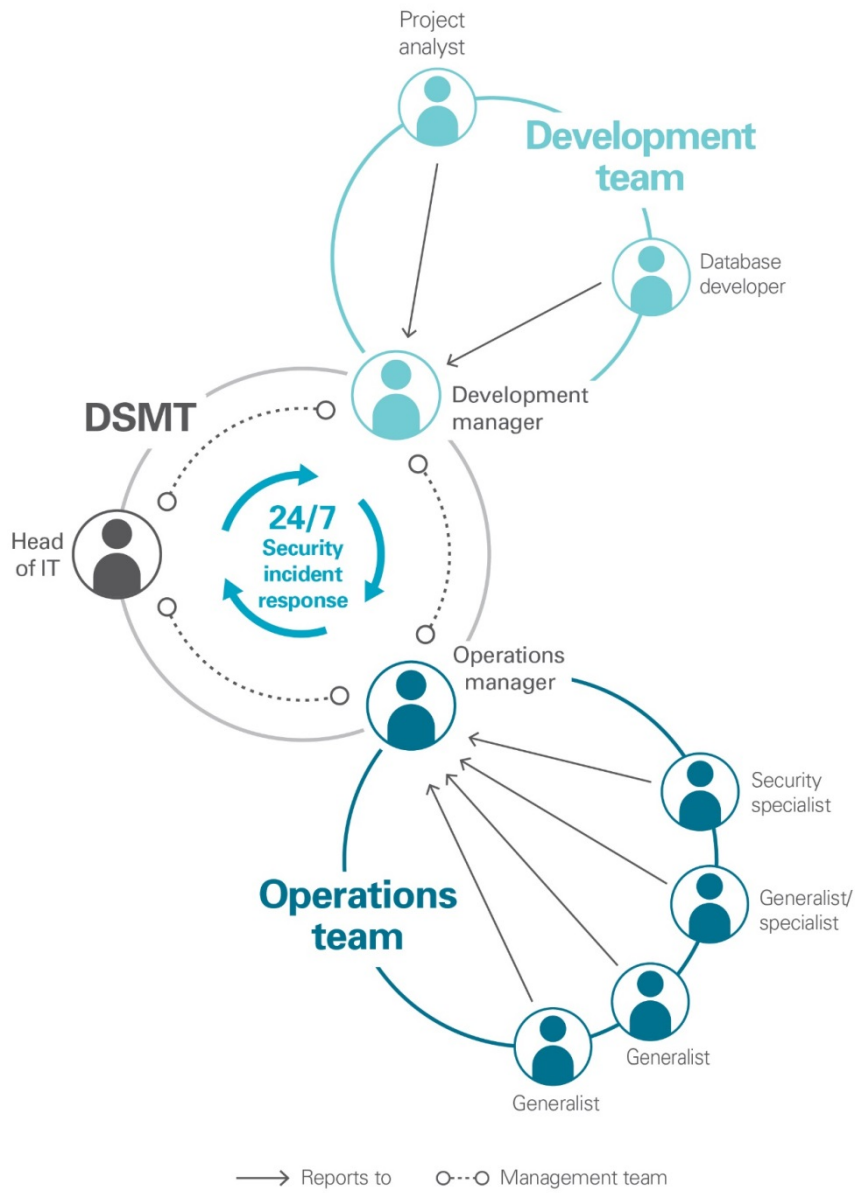 Project
analyst
Development
team
Database
developer
Development
manager
DSMT
24/7
Security
incident
response
Head
of IT
Operations
manager
Security
specialist
Operations
team
Generalist/
specialist
Generalist
Generalist
Reports to
Management team